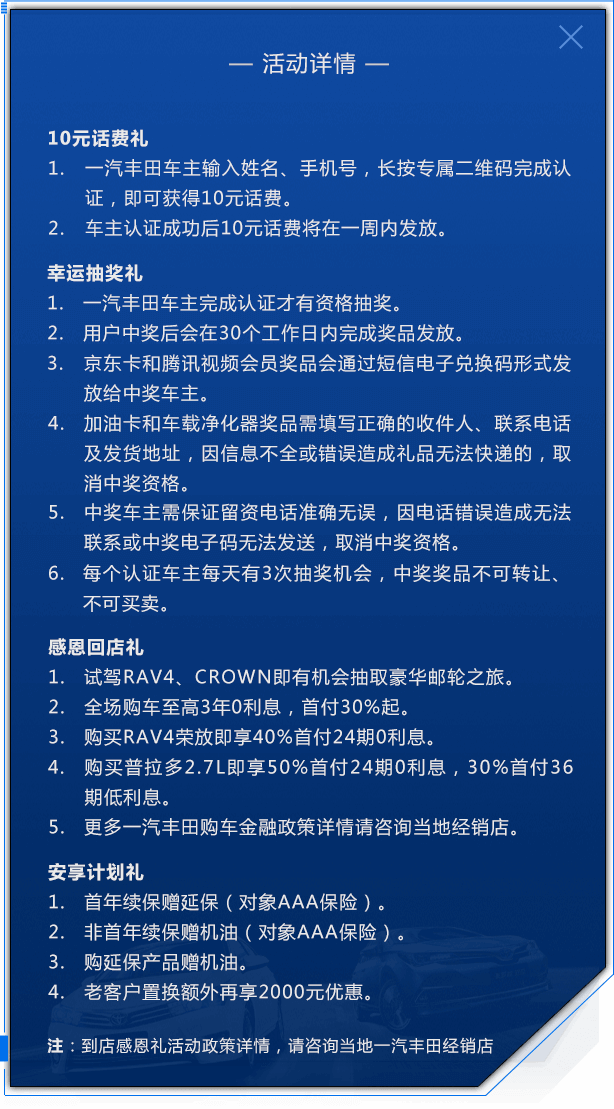 — 活动详情 —
10元话费礼
1. 一汽丰田车主输入姓名、手机号，长按专属二维码完成认
证，即可获得10元话费。
2. 车主认证成功后10元话费将在一周内发放。
幸运抽奖礼
1. 一汽丰田车主完成认证才有资格抽奖。
2. 用户中奖后会在30个工作日内完成奖品发放。
3. 京东卡和腾讯视频会员奖品会通过短信电子兑换码形式发
放给中奖车主。
4. 加油卡和车载净化器奖品需填写正确的收件人、联系电话
及发货地址，因信息不全或错误造成礼品无法快递的，取
消中奖资格。
5. 中奖车主需保证留资电话准确无误，因电话错误造成无法
联系或中奖电子码无法发送，取消中奖资格。
6. 每个认证车主每天有3次抽奖机会，中奖奖品不可转让、
不可买卖。
感恩回店礼
1. 试驾RAV4、CROWN即有机会抽取豪华邮轮之旅。
2. 全场购车至高3年0利息，首付30%起。
3. 购买RAV4荣放即享40%首付24期0利息。
4. 购买普拉多2.7L即享50%首付24期0利息，30%首付36
期低利息。
5. 更多一汽丰田购车金融政策详情请咨询当地经销店。
安享计划礼
1. 首年续保赠延保（对象AAA保险）。
2. 非首年续保赠机油（对象AAA保险）。
3. 购延保产品赠机油。
4. 老客户置换额外再享2000元优惠。
注：到店感恩礼活动政策详情，请咨询当地一汽丰田经销店